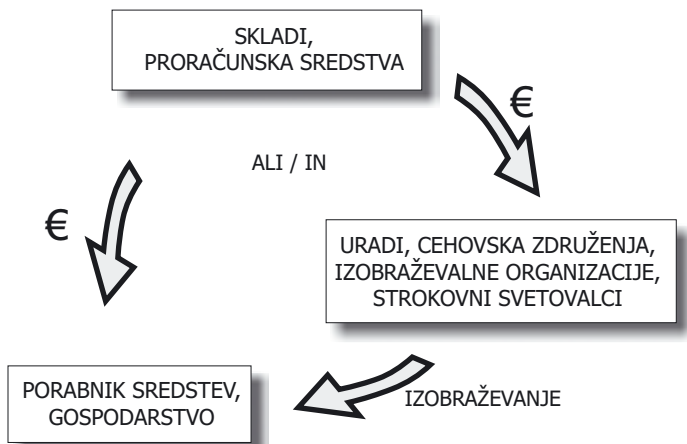 SKLADI,
PRORAČUNSKA SREDSTVA
€
ALI / IN
€
URADI, CEHOVSKA ZDRUŽENJA,
IZOBRAŽEVALNE ORGANIZACIJE,
STROKOVNI SVETOVALCI
PORABNIK SREDSTEV,
GOSPODARSTVO
IZOBRAŽEVANJE